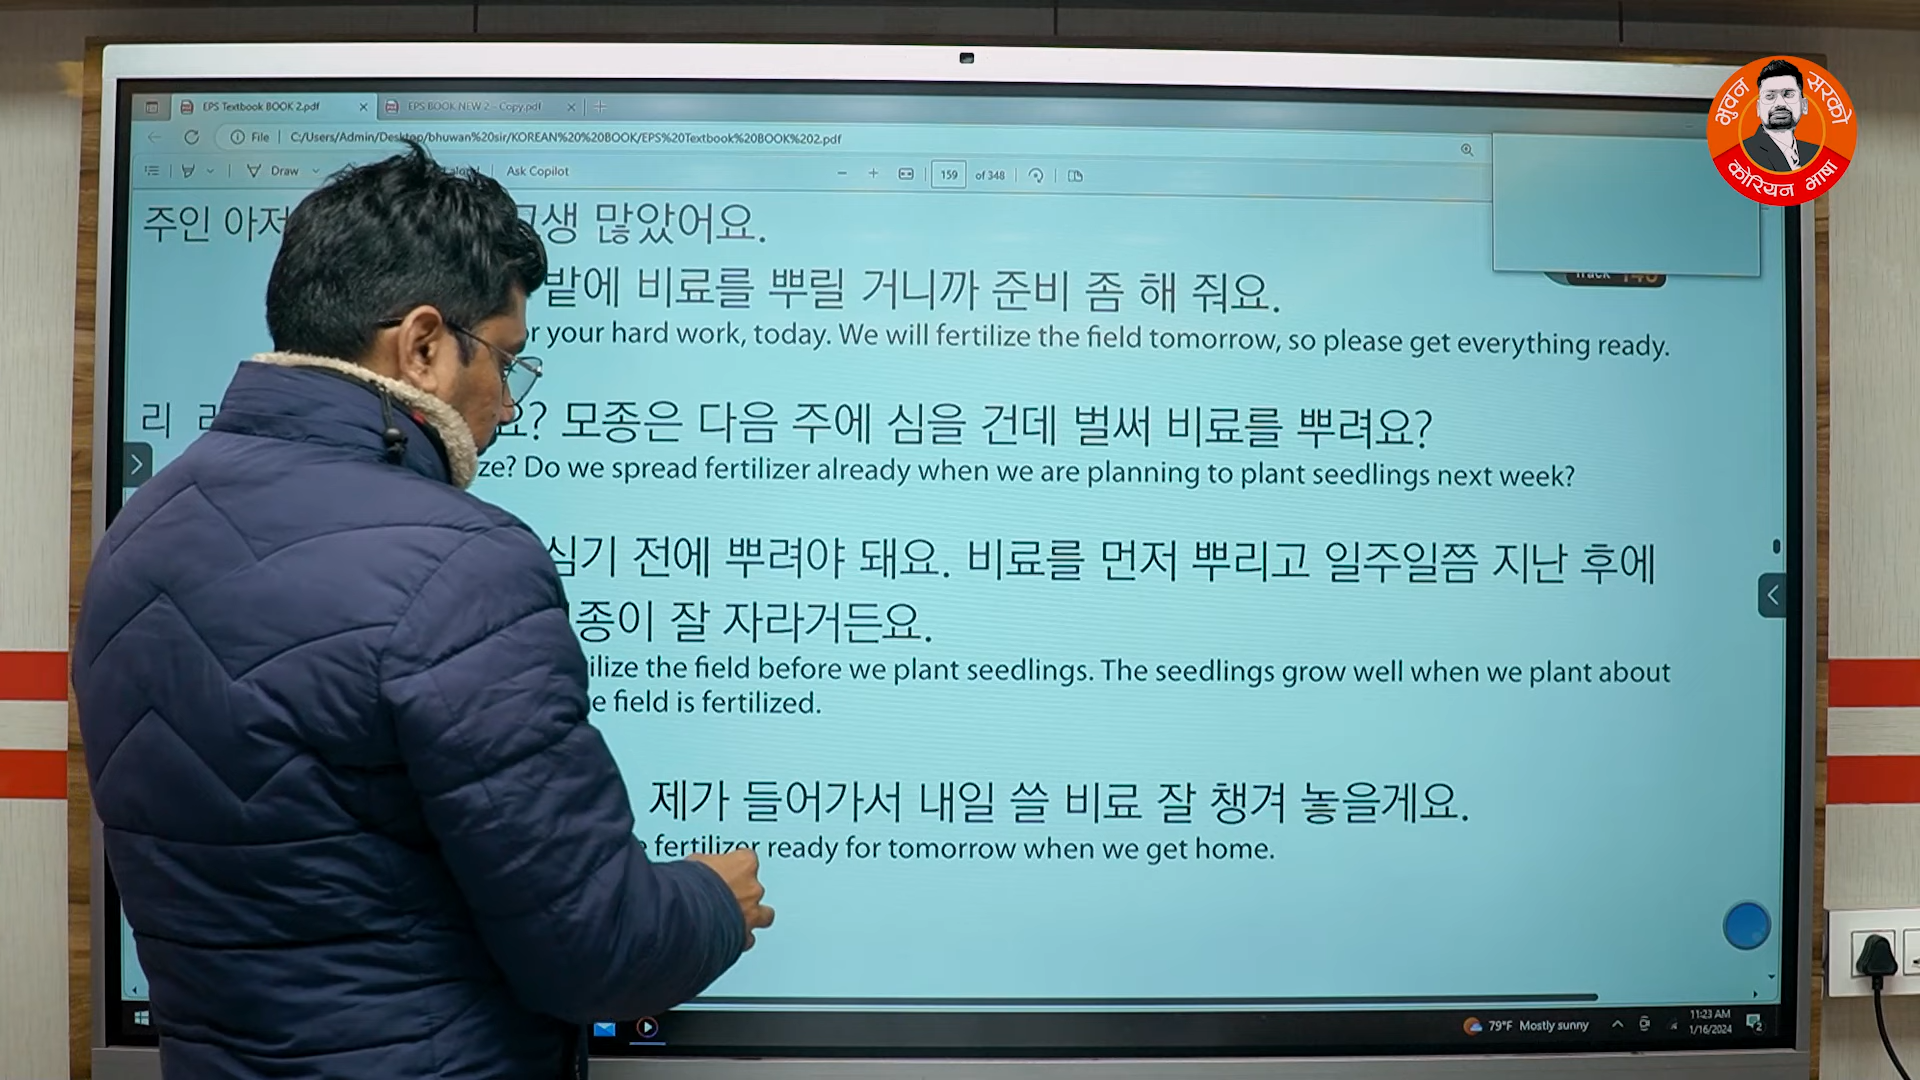 EPS Textbook BOOK 2.pdf
EPS BOOK NEW 2 - Copy.pdf
File C:/Users/Admin/Desktop/bhuwan%20sir/KOREAN%20%20BOOK/EPS%20Textbook%20BOOK%202.pdf
Draw Ask Copilot 159 of 348
भुवन सरको
कोरियन भाषा
주인 많았어요.
밭에 비료를 뿌릴 거니까 준비 좀 해 줘요.
your hard work, today. We will fertilize the field tomorrow, so please get everything ready.
리 모종은 다음 주에 심을 건데 벌써 비료를 뿌려요?
Do we spread fertilizer already when we are planning to plant seedlings next week?
심기 전에 뿌려야 돼요. 비료를 먼저 뿌리고 일주일쯤 지난 후에
잘 자라거든요.
the field before we plant seedlings. The seedlings grow well when we plant about
field is fertilized.
제가 들어가서 내일 쓸 비료 잘 챙겨 놓을게요.
fertilizer ready for tomorrow when we get home.
79°F Mostly sunny
11:23 AM
1/16/2024